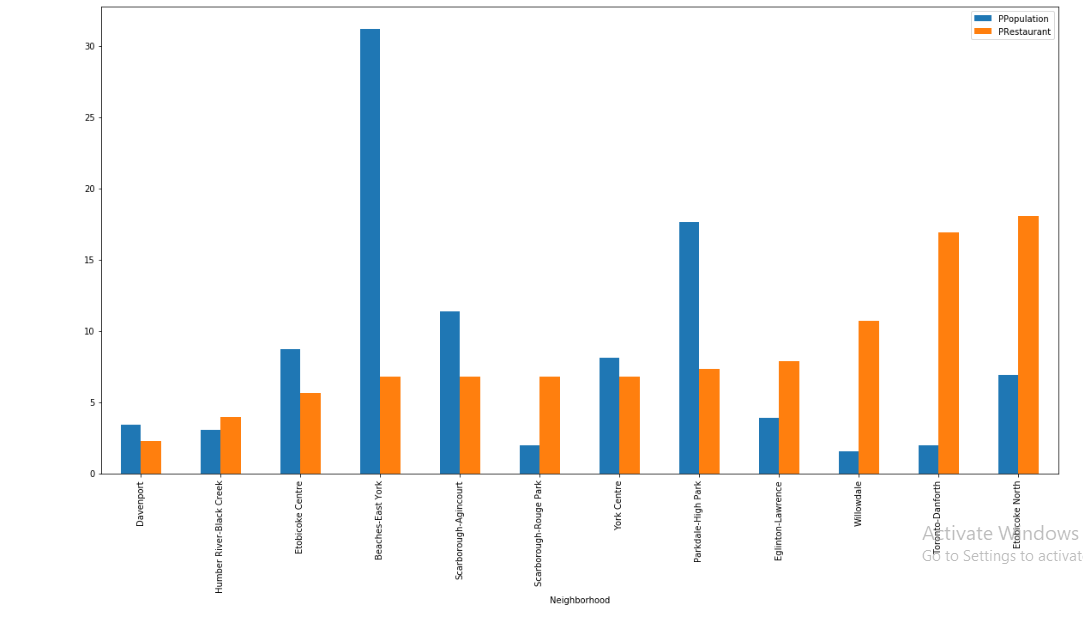 PPopulation
PRestaurant
30
25
20
15
10
5
0
Davenport
Humber River-Black Creek
Etobicoke Centre
Beaches-East York
Scarborough-Agincourt
Scarborough-Rouge Park
York Centre
Parkdale-High Park
Eglinton-Lawrence
Willowdale
Toronto-Danforth
Etobicoke North
Neighborhood
Activate Windows
Go to Settings to activat